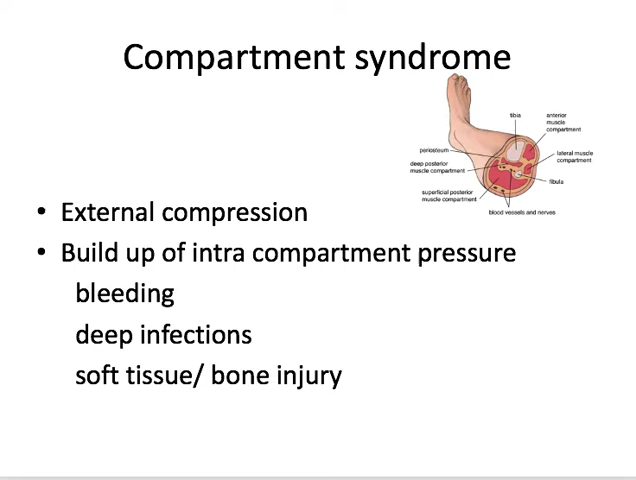 Compartment syndrome
tibia
anterior
muscle
compartment
periosteum
lateral muscle
compartment
deep posterior
muscle compartment
fibula
superficial posterior
muscle compartment
blood vessels and nerves
• External compression
• Build up of intra compartment pressure
bleeding
deep infections
soft tissue/ bone injury